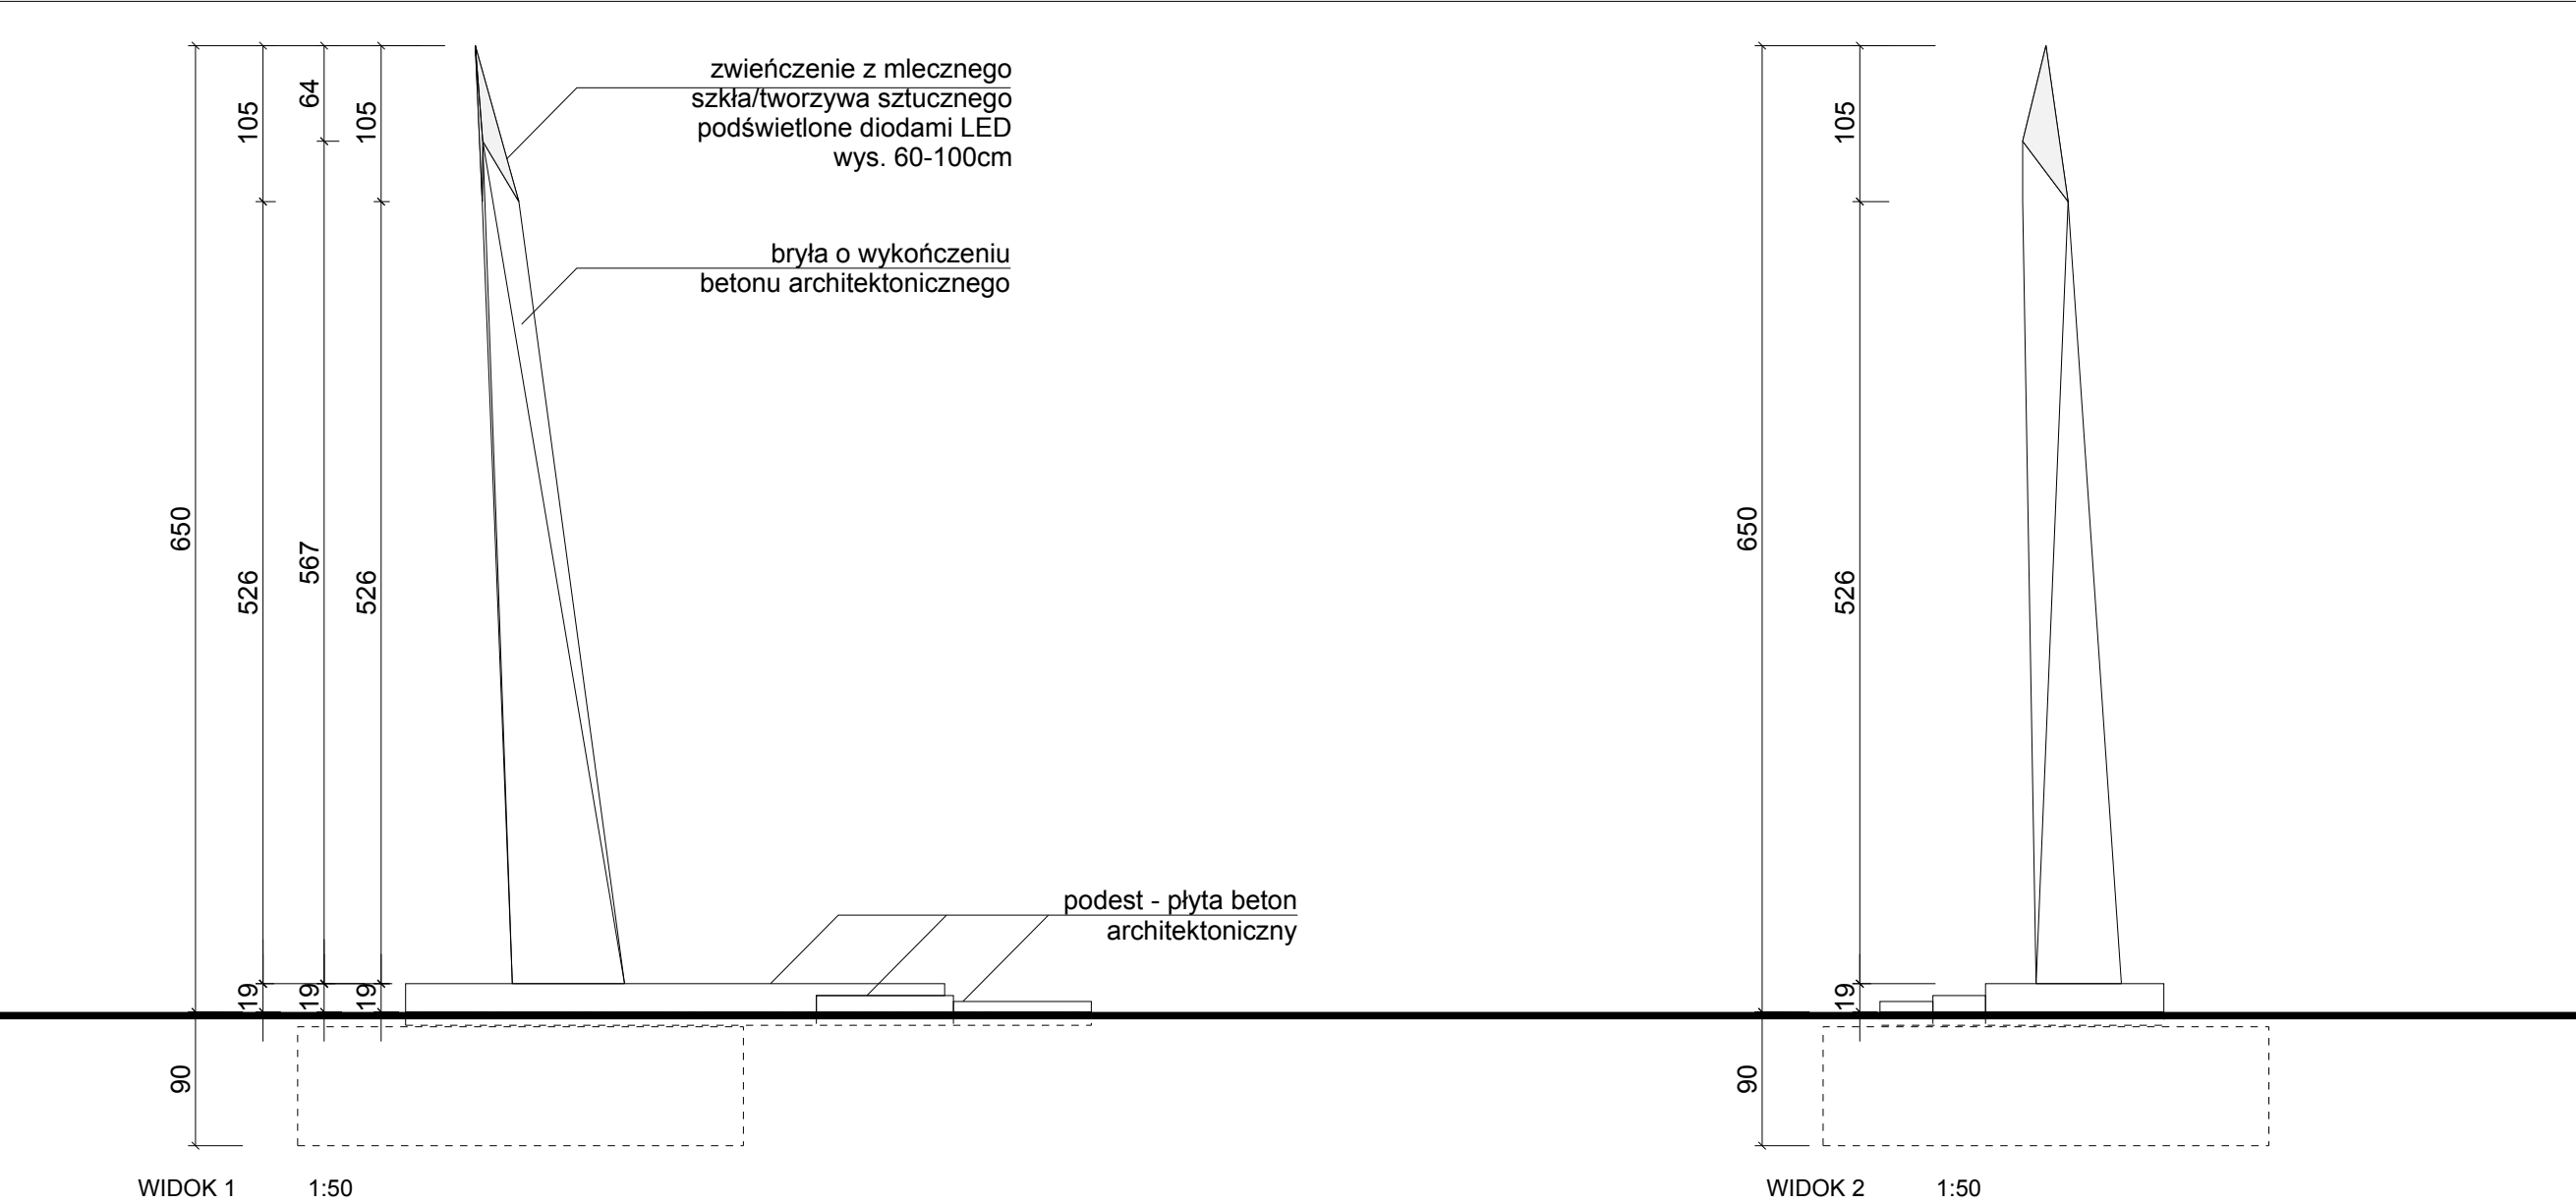 105
64
105
zwieńczenie z mlecznego
szkła/tworzywa sztucznego
podświetlone diodami LED
wys. 60-100cm
bryła o wykończeniu
betonu architektonicznego
650
526
567
526
podest - płyta beton
architektoniczny
19
19
19
90
WIDOK 1 1:50
105
650
526
19
90
WIDOK 2 1:50